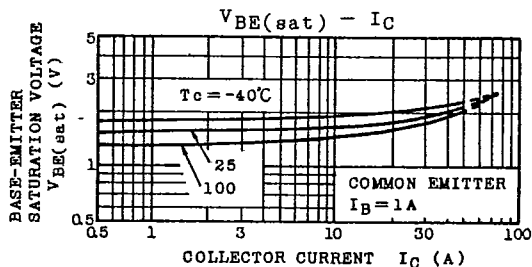 VBE(sat) – IC
BASE-EMITTER
SATURATION VOLTAGE
VBE(sat) (V)
5
3
1
0.5
Tc=-40℃
25
100
COMMON EMITTER
IB=1A
0.5 1 3 10 30 100
COLLECTOR CURRENT IC (A)